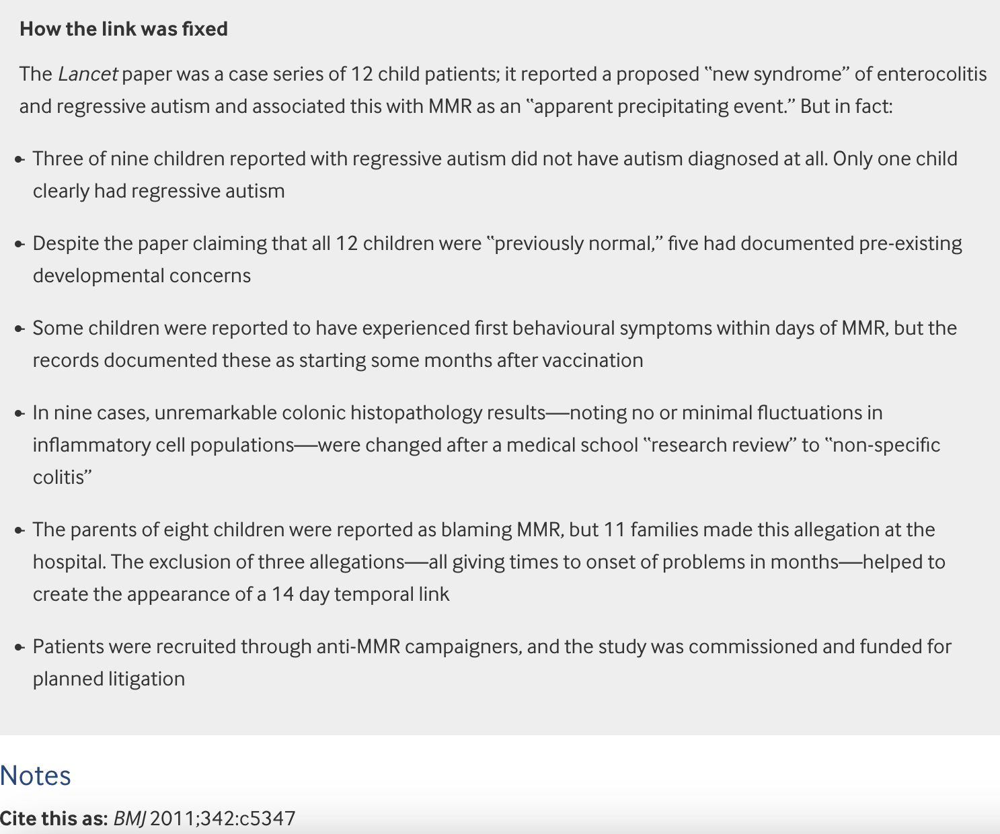 How the link was fixed
The Lancet paper was a case series of 12 child patients; it reported a proposed “new syndrome” of enterocolitis
and regressive autism and associated this with MMR as an “apparent precipitating event.” But in fact:
Three of nine children reported with regressive autism did not have autism diagnosed at all. Only one child
clearly had regressive autism
Despite the paper claiming that all 12 children were “previously normal,” five had documented pre-existing
developmental concerns
Some children were reported to have experienced first behavioural symptoms within days of MMR, but the
records documented these as starting some months after vaccination
In nine cases, unremarkable colonic histopathology results—noting no or minimal fluctuations in
inflammatory cell populations—were changed after a medical school “research review” to “non-specific
colitis”
The parents of eight children were reported as blaming MMR, but 11 families made this allegation at the
hospital. The exclusion of three allegations—all giving times to onset of problems in months—helped to
create the appearance of a 14 day temporal link
Patients were recruited through anti-MMR campaigners, and the study was commissioned and funded for
planned litigation
Notes
Cite this as: BMJ 2011;342:c5347